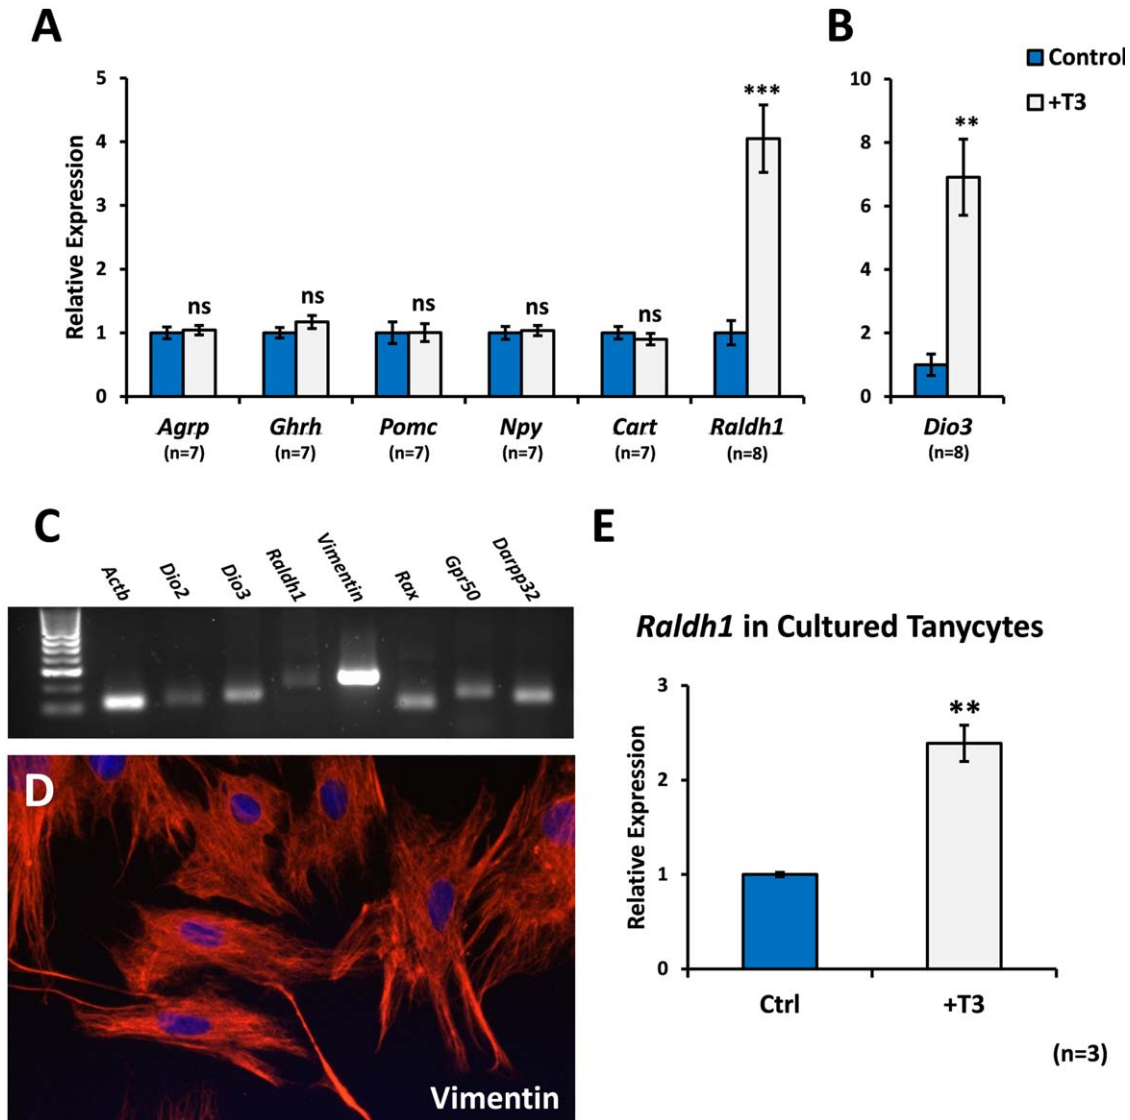 A
B
Control
+T3
Relative Expression
5
4
3
2
1
0
ns
ns
ns
ns
ns
***
Agrp
Ghrh
Pomc
Npy
Cart
Raldh1
(n=7)
(n=7)
(n=7)
(n=7)
(n=7)
(n=8)
10
8
6
4
2
0
**
Dio3
(n=8)
C
Actb
Dio2
Dio3
Raldh1
Vimentin
Rax
Gpr50
Darpp32
D
Vimentin
E
Raldh1 in Cultured Tanycytes
Relative Expression
3
2
1
0
**
Ctrl
+T3
(n=3)